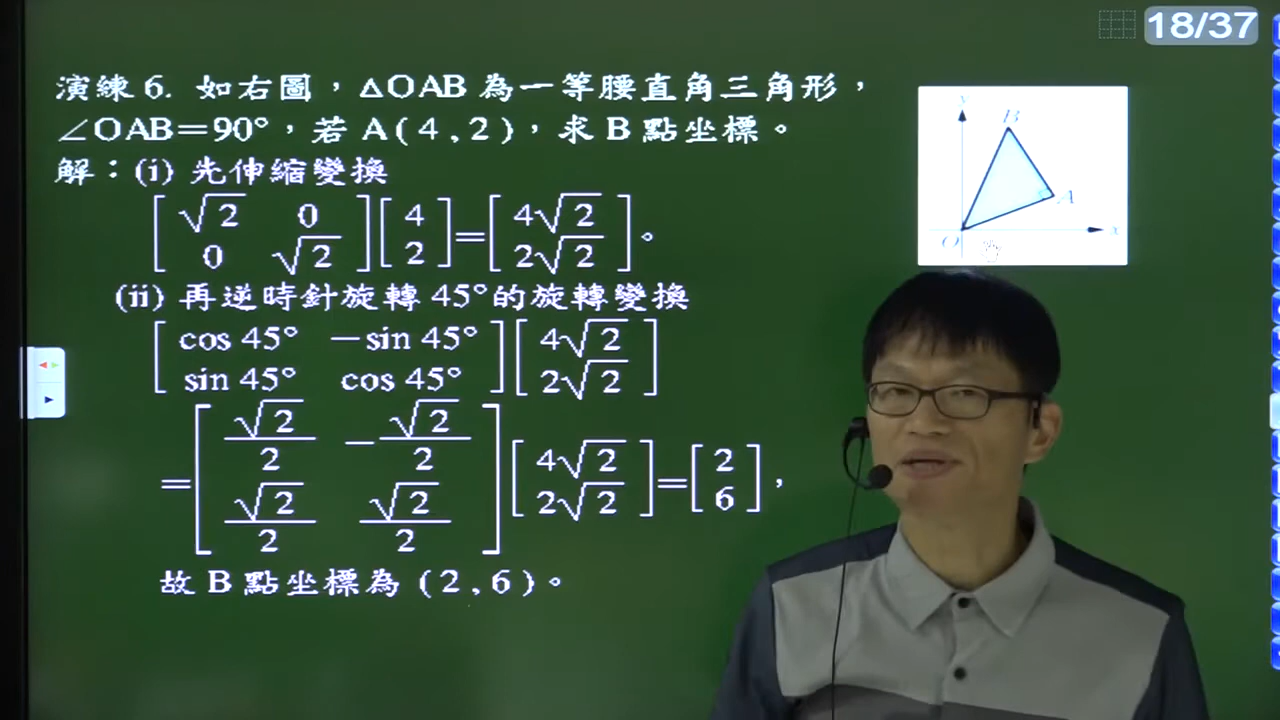 18/37
演練 6. 如右圖，△OAB 為一等腰直角三角形，
∠OAB=90°，若 A(4,2)，求 B 點坐標。
解：(i) 先伸縮變換
[√2 0; 0 √2][4; 2]=[4√2; 2√2]。
(ii) 再逆時針旋轉 45°的旋轉變換
[cos 45° −sin 45°; sin 45° cos 45°][4√2; 2√2]
=[√2/2 −√2/2; √2/2 √2/2][4√2; 2√2]=[2; 6]，
故 B 點坐標為 (2,6)。
y
B
A
O
x